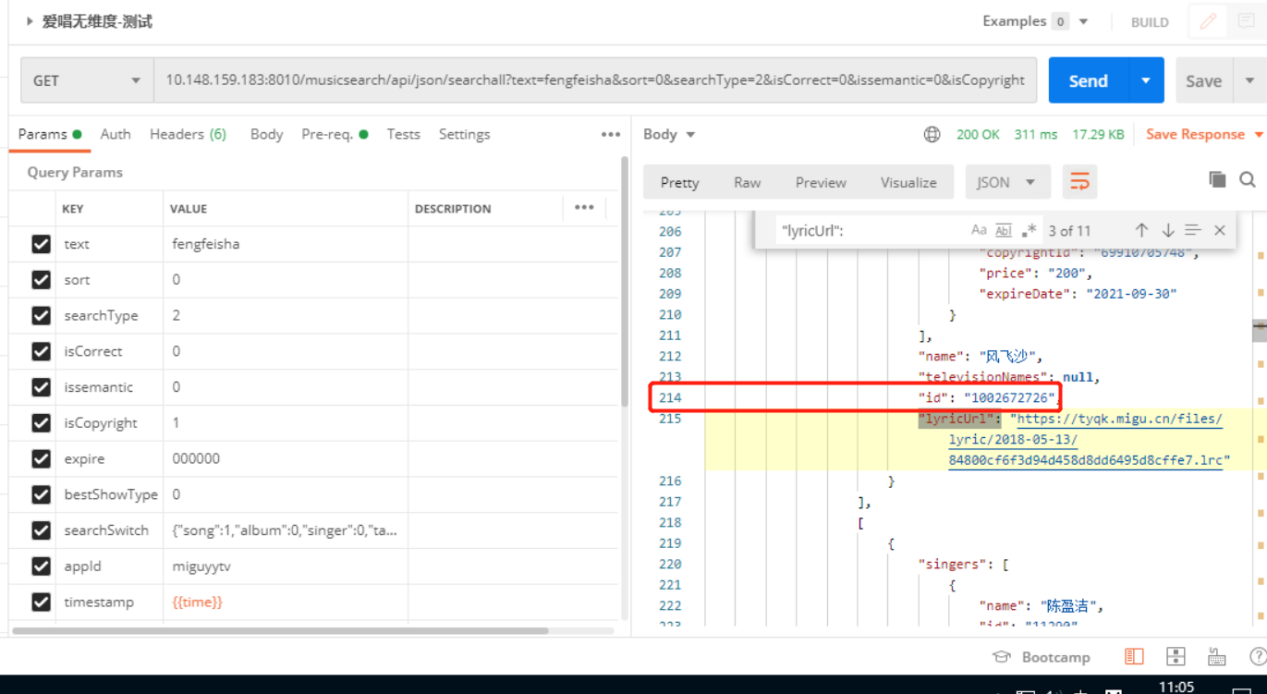 爱唱无维度-测试
Examples 0
BUILD
GET
10.148.159.183:8010/musicsearch/api/json/searchall?text=fengfeisha&sort=0&searchType=2&isCorrect=0&issemantic=0&isCopyright
Send
Save
Params Auth Headers (6) Body Pre-req. Tests Settings
Query Params
KEY VALUE DESCRIPTION
text fengfeisha
sort 0
searchType 2
isCorrect 0
issemantic 0
isCopyright 1
expire 000000
bestShowType 0
searchSwitch {"song":1,"album":0,"singer":0,"ta...
appId miguyytv
timestamp {{time}}
Body 200 OK 311 ms 17.29 KB Save Response
Pretty Raw Preview Visualize JSON
"lyricUrl": Aa Abl .* 3 of 11
205
206
207 "copyrightId": "69910705748",
208 "price": "200",
209 "expireDate": "2021-09-30"
210 }
211 ],
212 "name": "风飞沙",
213 "televisionNames": null,
214 "id": "1002672726",
215 "lyricUrl": "https://tyqk.migu.cn/files/
lyric/2018-05-13/
84800cf6f3d94d458d8dd6495d8cffe7.lrc"
216 }
217 ],
218 [
219 {
220 "singers": [
221 {
222 "name": "陈盈洁",
223 "id": "11290"
Bootcamp
11:05